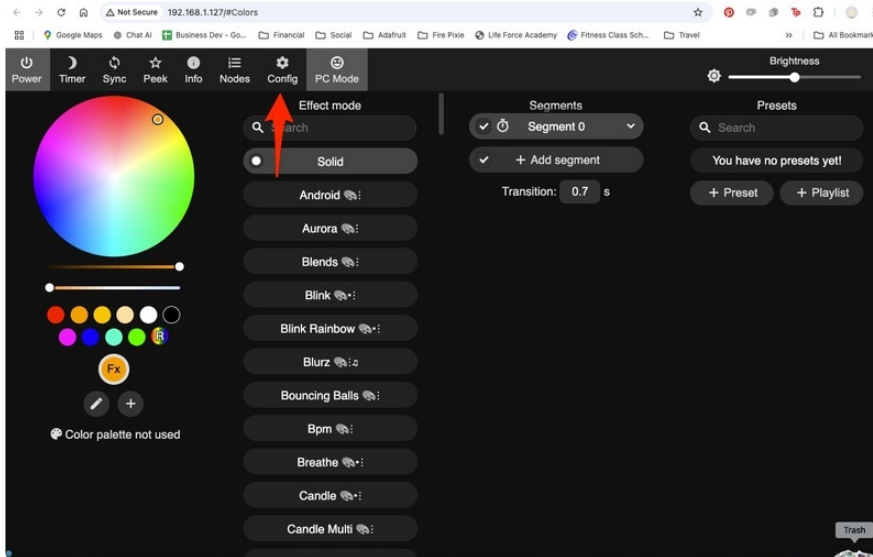 Not Secure 192.168.1.127/#Colors
Google Maps Chat AI Business Dev - Go... Financial Social Adafruit Fire Pixie Life Force Academy Fitness Class Sch... Travel » All Bookmark
Power Timer Sync Peek Info Nodes Config PC Mode
Brightness
Effect mode
Search
Solid
Android
Aurora
Blends
Blink
Blink Rainbow
Blurz
Bouncing Balls
Bpm
Breathe
Candle
Candle Multi
R
Fx
Color palette not used
Segments
Segment 0
+ Add segment
Transition: 0.7 s
Presets
Search
You have no presets yet!
+ Preset + Playlist
Trash